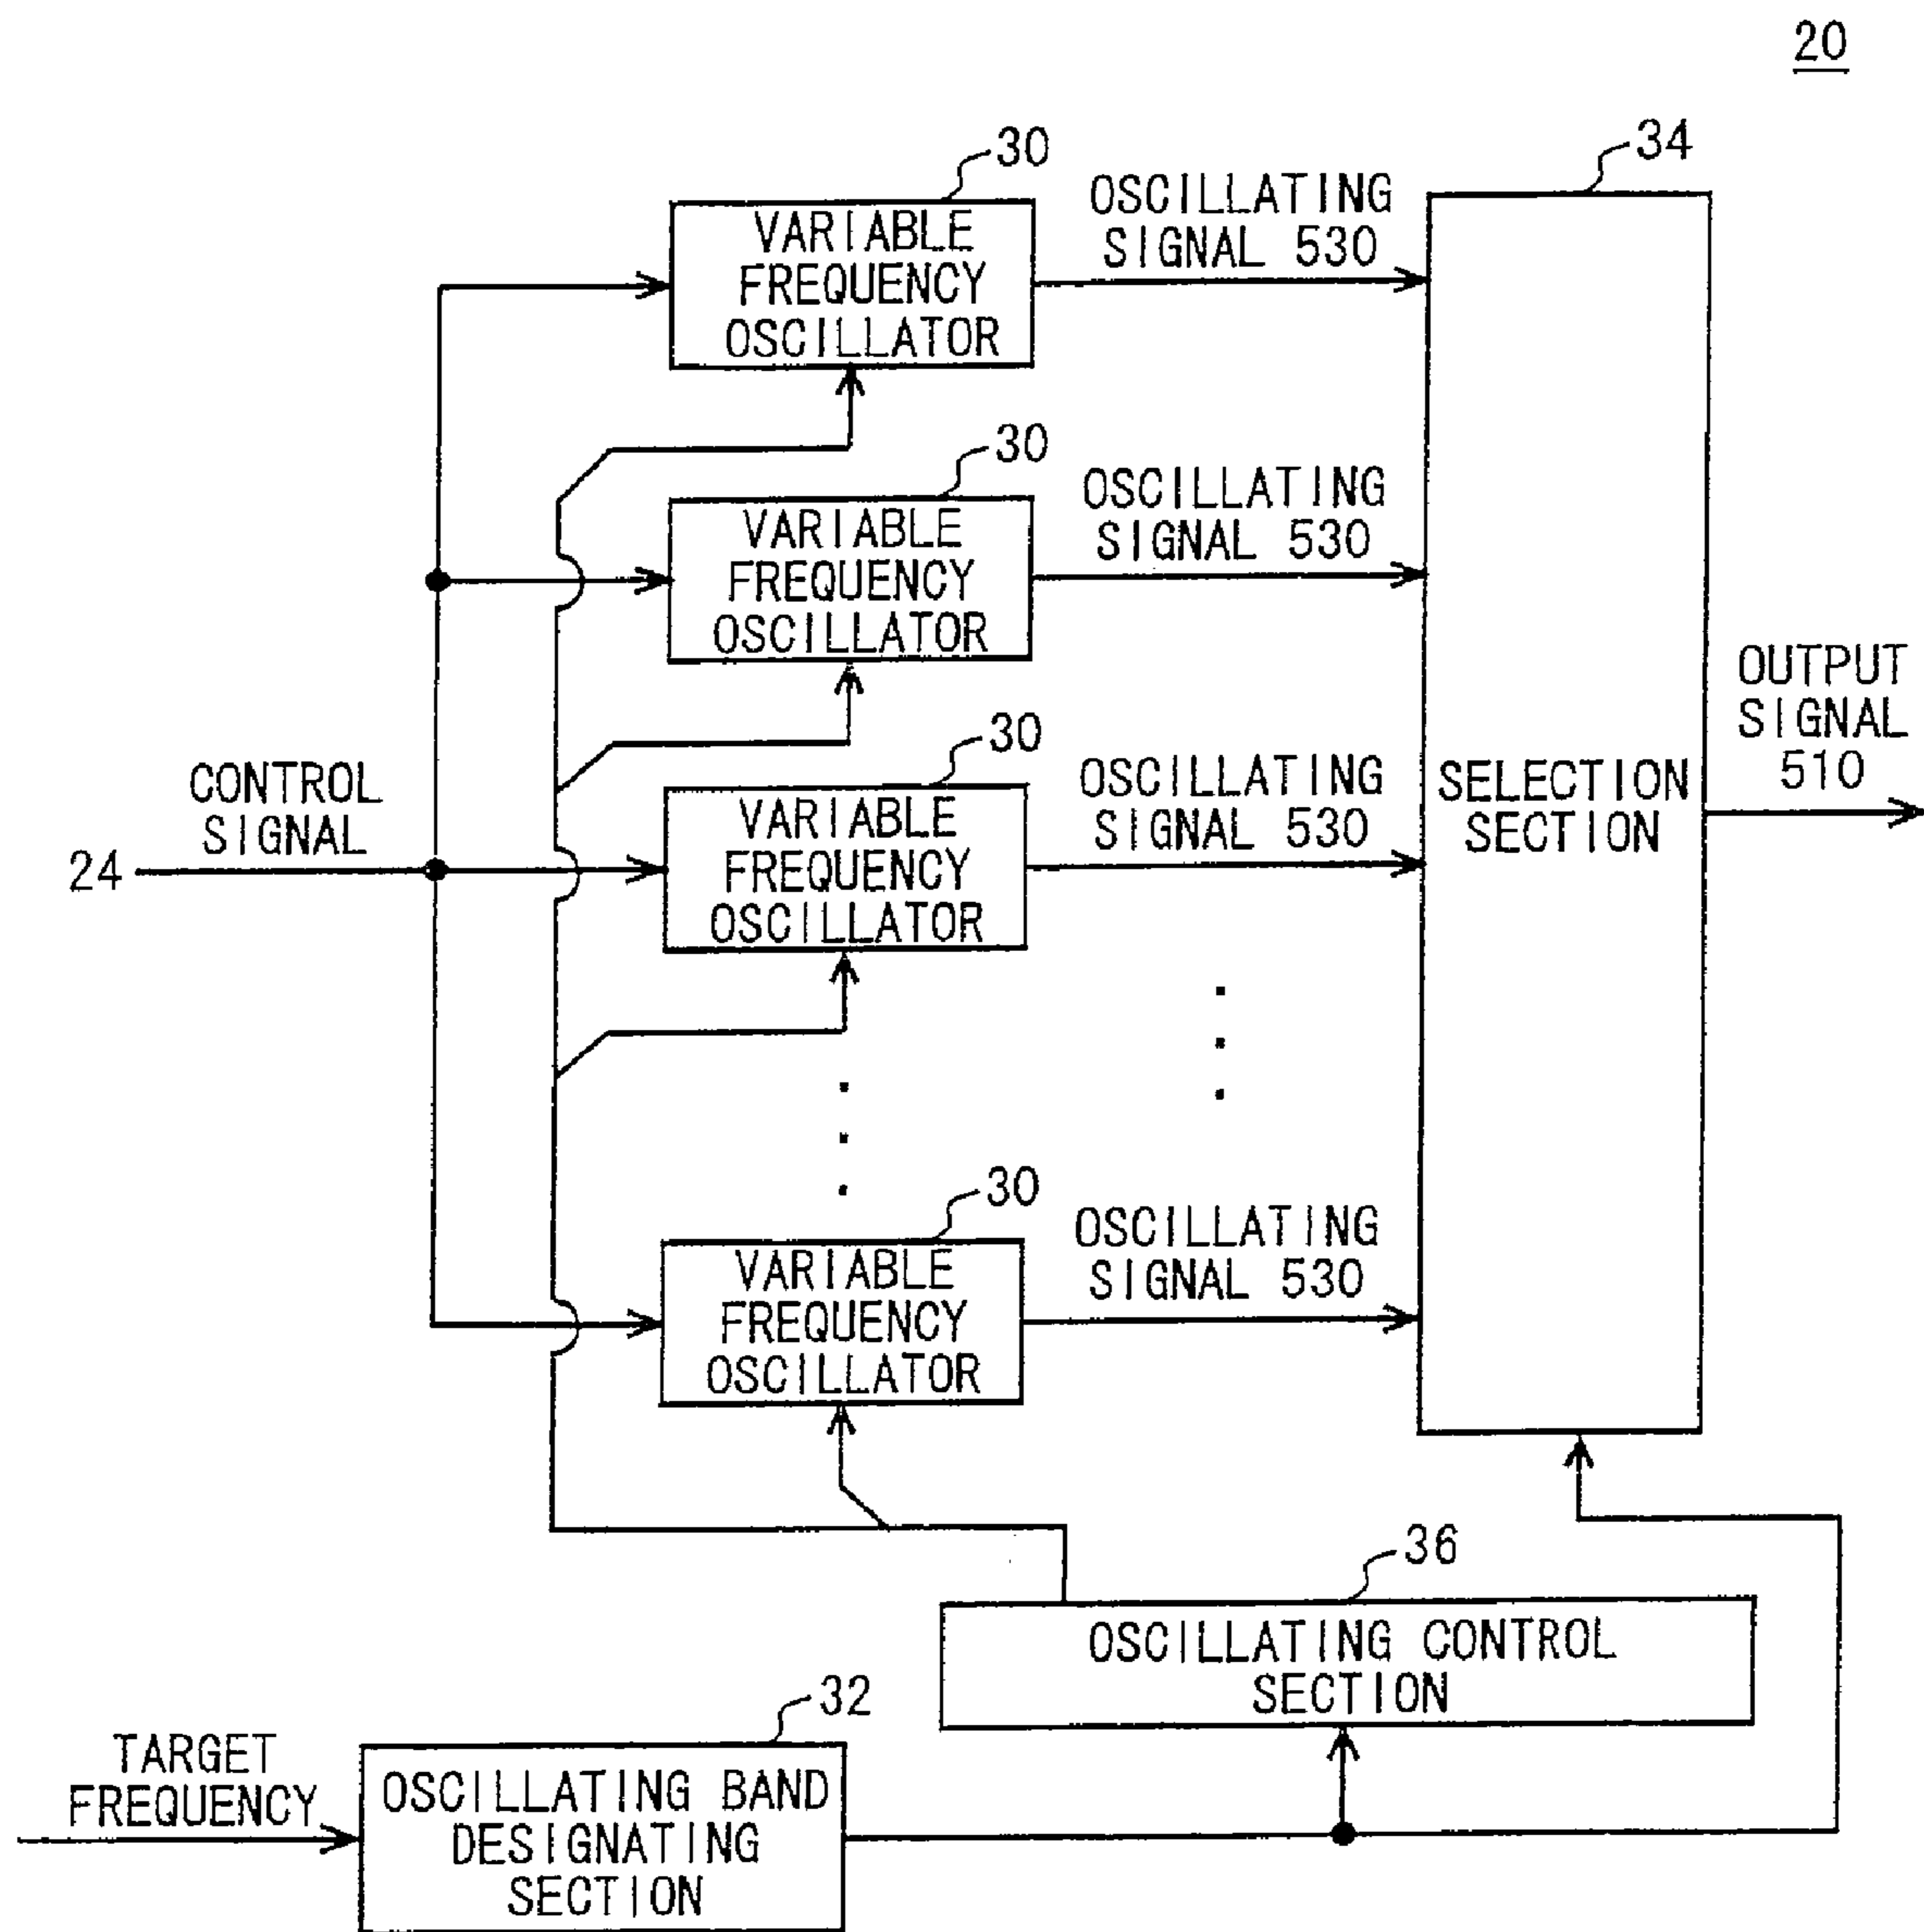 20
30
34
VARIABLE
FREQUENCY
OSCILLATOR
OSCILLATING
SIGNAL 530
30
VARIABLE
FREQUENCY
OSCILLATOR
OSCILLATING
SIGNAL 530
OUTPUT
SIGNAL
510
30
CONTROL
SIGNAL
24
VARIABLE
FREQUENCY
OSCILLATOR
OSCILLATING
SIGNAL 530
SELECTION
SECTION
30
VARIABLE
FREQUENCY
OSCILLATOR
OSCILLATING
SIGNAL 530
36
OSCILLATING CONTROL
SECTION
32
TARGET
FREQUENCY
OSCILLATING BAND
DESIGNATING
SECTION